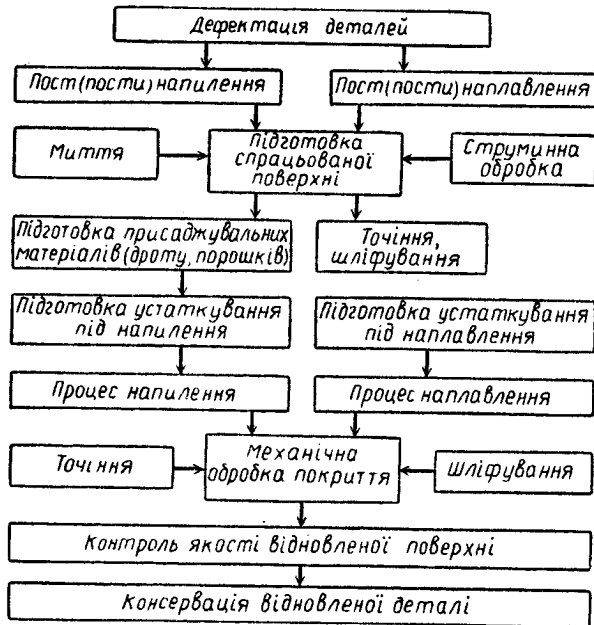 Дефектація деталей
Пост(пости) напилення
Пост(пости) наплавлення
Миття
Підготовка
спрацьованої
поверхні
Струминна
обробка
Підготовка присаджувальних
матеріалів (дроту, порошків)
Точіння,
шліфування
Підготовка устаткування
під напилення
Підготовка устаткування
під наплавлення
Процес напилення
Процес наплавлення
Точіння
Механічна
обробка покриття
Шліфування
Контроль якості відновленої поверхні
Консервація відновленої деталі